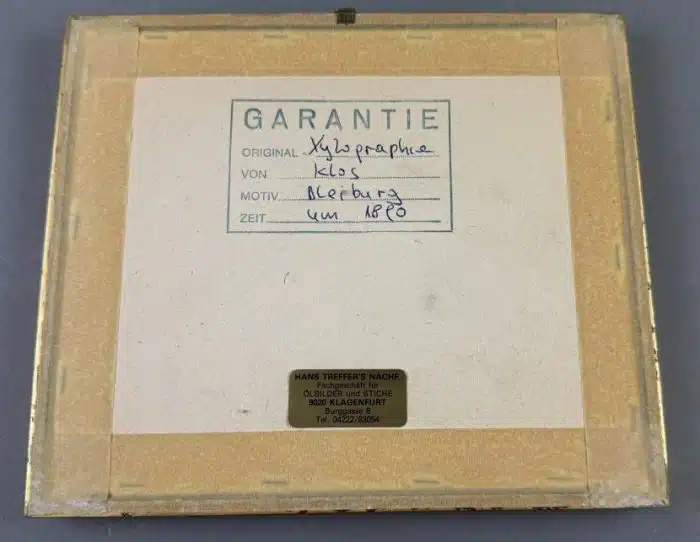 GARANTIE
ORIGINAL Xylographie
VON Klos
MOTIV Bleiburg
ZEIT um 1890
HANS TREFFER'S NACHF.
Fachgeschäft für
ÖLBILDER und STICHE
9020 KLAGENFURT
Burggasse 8
Tel. 04222/83054